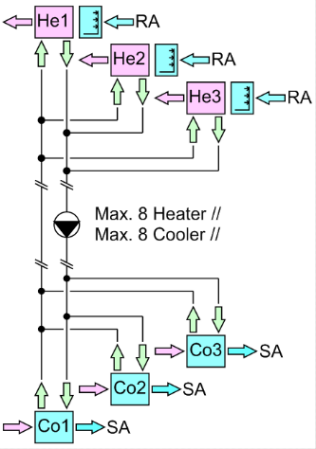 He1 RA
He2 RA
He3 RA
Max. 8 Heater //
Max. 8 Cooler //
Co3 SA
Co2 SA
Co1 SA